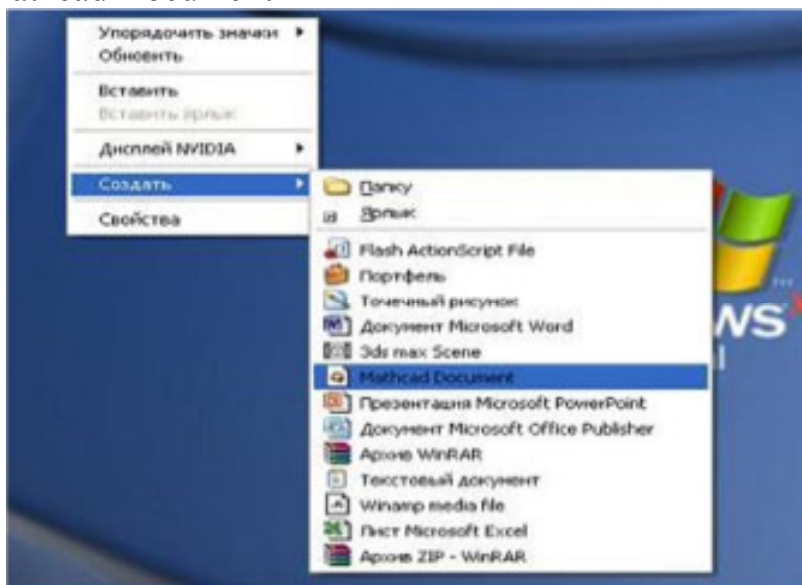 Упорядочить значки
Обновить
Вставить
Вставить ярлык
Дисплей NVIDIA
Создать
Свойства
Папку
Ярлык
Flash ActionScript File
Портфель
Точечный рисунок
Документ Microsoft Word
3ds max Scene
Mathcad Document
Презентация Microsoft PowerPoint
Документ Microsoft Office Publisher
Архив WinRAR
Текстовый документ
Winamp media file
Лист Microsoft Excel
Архив ZIP - WinRAR